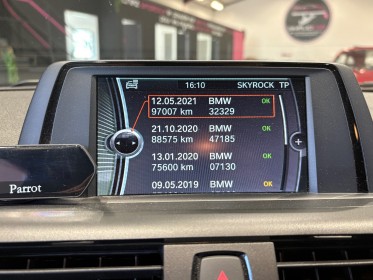 16:10 SKYROCK TP
12.05.2021 BMW OK
97007 km 32329
21.10.2020 BMW OK
88575 km 47185
13.01.2020 BMW OK
75600 km 07130
09.05.2019 BMW OK
Parrot